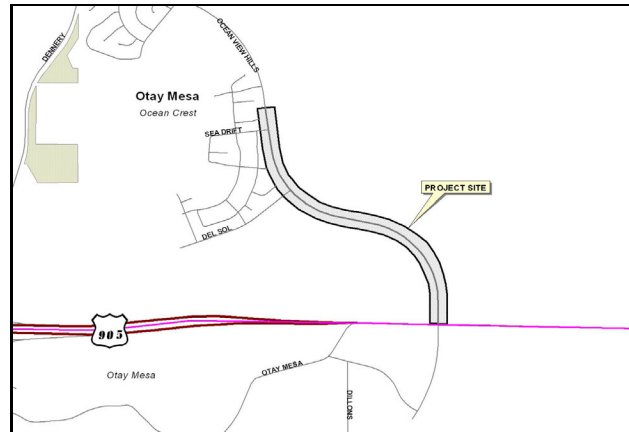 OCEAN VIEW HILLS
DENNERY
Otay Mesa
Ocean Crest
SEA DRIFT
PROJECT SITE
DEL SOL
905
Otay Mesa
OTAY MESA
DILLONS